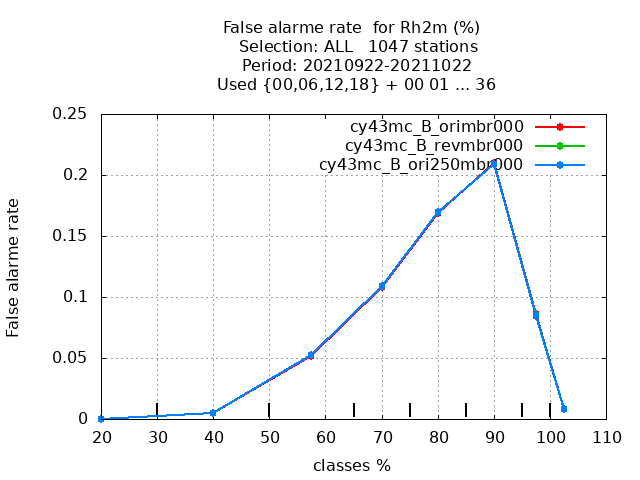 False alarme rate  for Rh2m (%)
Selection: ALL   1047 stations
Period: 20210922-20211022
Used {00,06,12,18} + 00 01 ... 36
cy43mc_B_orimbr000
cy43mc_B_revmbr000
cy43mc_B_ori250mbr000
False alarme rate
0.25
0.2
0.15
0.1
0.05
0
20 30 40 50 60 70 80 90 100 110
classes %